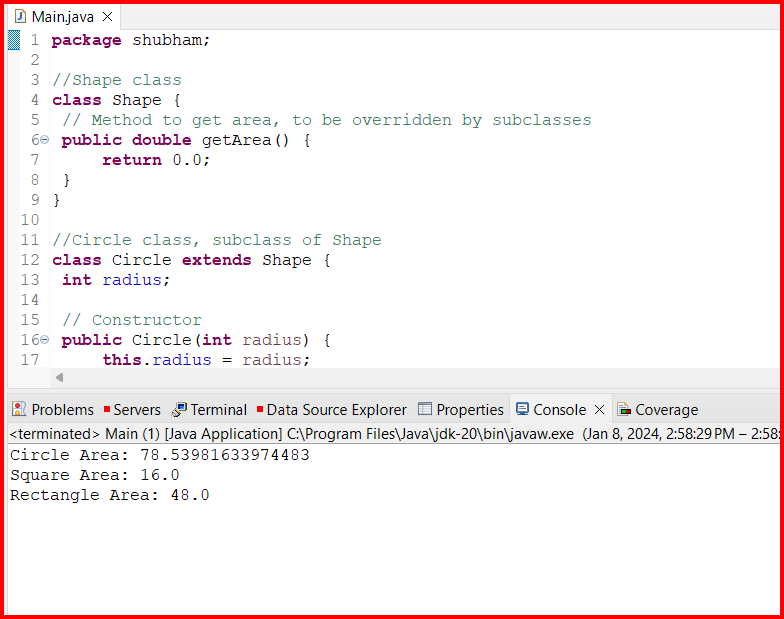 Main.java
1 package shubham;
2
3 //Shape class
4 class Shape {
5 // Method to get area, to be overridden by subclasses
6 public double getArea() {
7 return 0.0;
8 }
9 }
10
11 //Circle class, subclass of Shape
12 class Circle extends Shape {
13 int radius;
14
15 // Constructor
16 public Circle(int radius) {
17 this.radius = radius;
Problems Servers Terminal Data Source Explorer Properties Console Coverage
<terminated> Main (1) [Java Application] C:\Program Files\Java\jdk-20\bin\javaw.exe (Jan 8, 2024, 2:58:29 PM – 2:58:
Circle Area: 78.53981633974483
Square Area: 16.0
Rectangle Area: 48.0